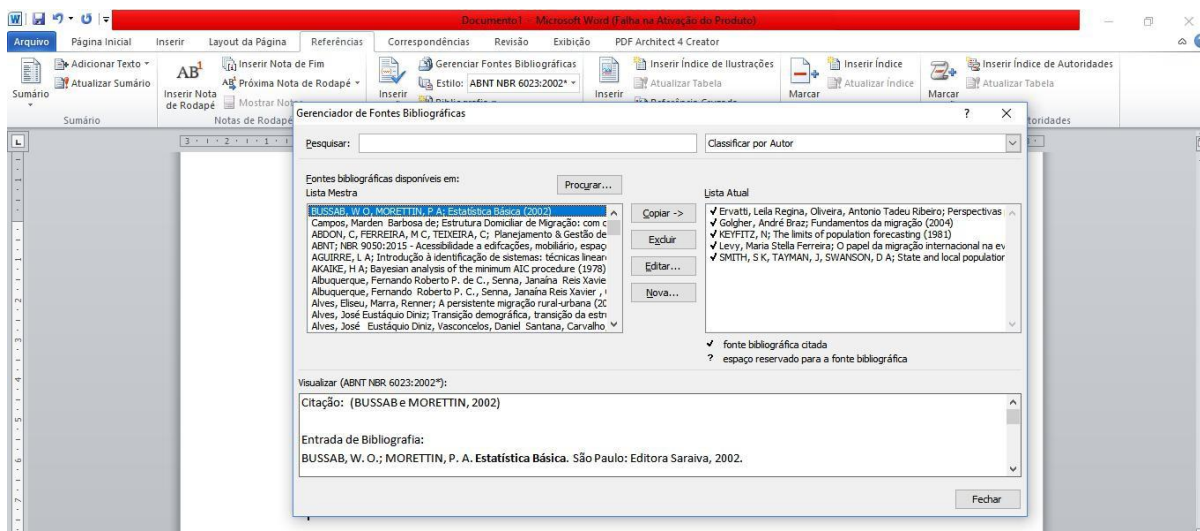 Documento1 - Microsoft Word (Falha na Ativação do Produto)
Arquivo Página Inicial Inserir Layout da Página Referências Correspondências Revisão Exibição PDF Architect 4 Creator
Sumário
Adicionar Texto
Atualizar Sumário
Sumário
AB1
Inserir Nota de Rodapé
Inserir Nota de Fim
Próxima Nota de Rodapé
Mostrar
Notas de Rodapé
Inserir
Gerenciar Fontes Bibliográficas
Estilo: ABNT NBR 6023:2002*
Inserir
Inserir Índice de Ilustrações
Atualizar Tabela
Marcar
Inserir Índice
Atualizar Índice
Marcar
Inserir Índice de Autoridades
Atualizar Tabela
3 2 1
Gerenciador de Fontes Bibliográficas ?
Pesquisar: Classificar por Autor
Fontes bibliográficas disponíveis em:
Lista Mestra
Procurar...
BUSSAB, W O, MORETTIN, P A; Estatística Básica (2002)
Campos, Marden Barbosa de; Estrutura Domiciliar de Migração: com
ABDON, C, FERREIRA, M C, TEIXEIRA, C; Planejamento & Gestão de
ABNT; NBR 9050:2015 - Acessibilidade a edifcações, mobiliário,
AGUIRRE, L A; Introdução à identificação de sistemas: técnicas
AKAIKE, H A; Bayesian analysis of the minimum AIC procedure (1978)
Albuquerque, Fernando Roberto P. de C., Senna, Janaína Reis
Albuquerque, Fernando Roberto P. C., Senna, Janaína Reis Xavier ,
Alves, Eliseu, Marra, Renner; A persistente migração rural-urbana
Alves, José Eustáquio Diniz; Transição demográfica, transição da
Alves, José Eustáquio Diniz, Vasconcelos, Daniel Santana, Carvalho,
Copiar ->
Excluir
Editar...
Nova...
Lista Atual
✓ Ervatti, Leila Regina, Oliveira, Antonio Tadeu Ribeiro; Perspectivas
✓ Golgher, André Braz; Fundamentos da migração (2004)
✓ KEYFITZ, N; The limits of population forecasting (1981)
✓ Levy, Maria Stella Ferreira; O papel da migração internacional na ev
✓ SMITH, S K, TAYMAN, J, SWANSON, D A; State and local population
✓ fonte bibliográfica citada
? espaço reservado para a fonte bibliográfica
Visualizar (ABNT NBR 6023:2002*):
Citação: (BUSSAB e MORETTIN, 2002)
Entrada de Bibliografia:
BUSSAB, W. O.; MORETTIN, P. A. Estatística Básica. São Paulo: Editora Saraiva, 2002.
Fechar